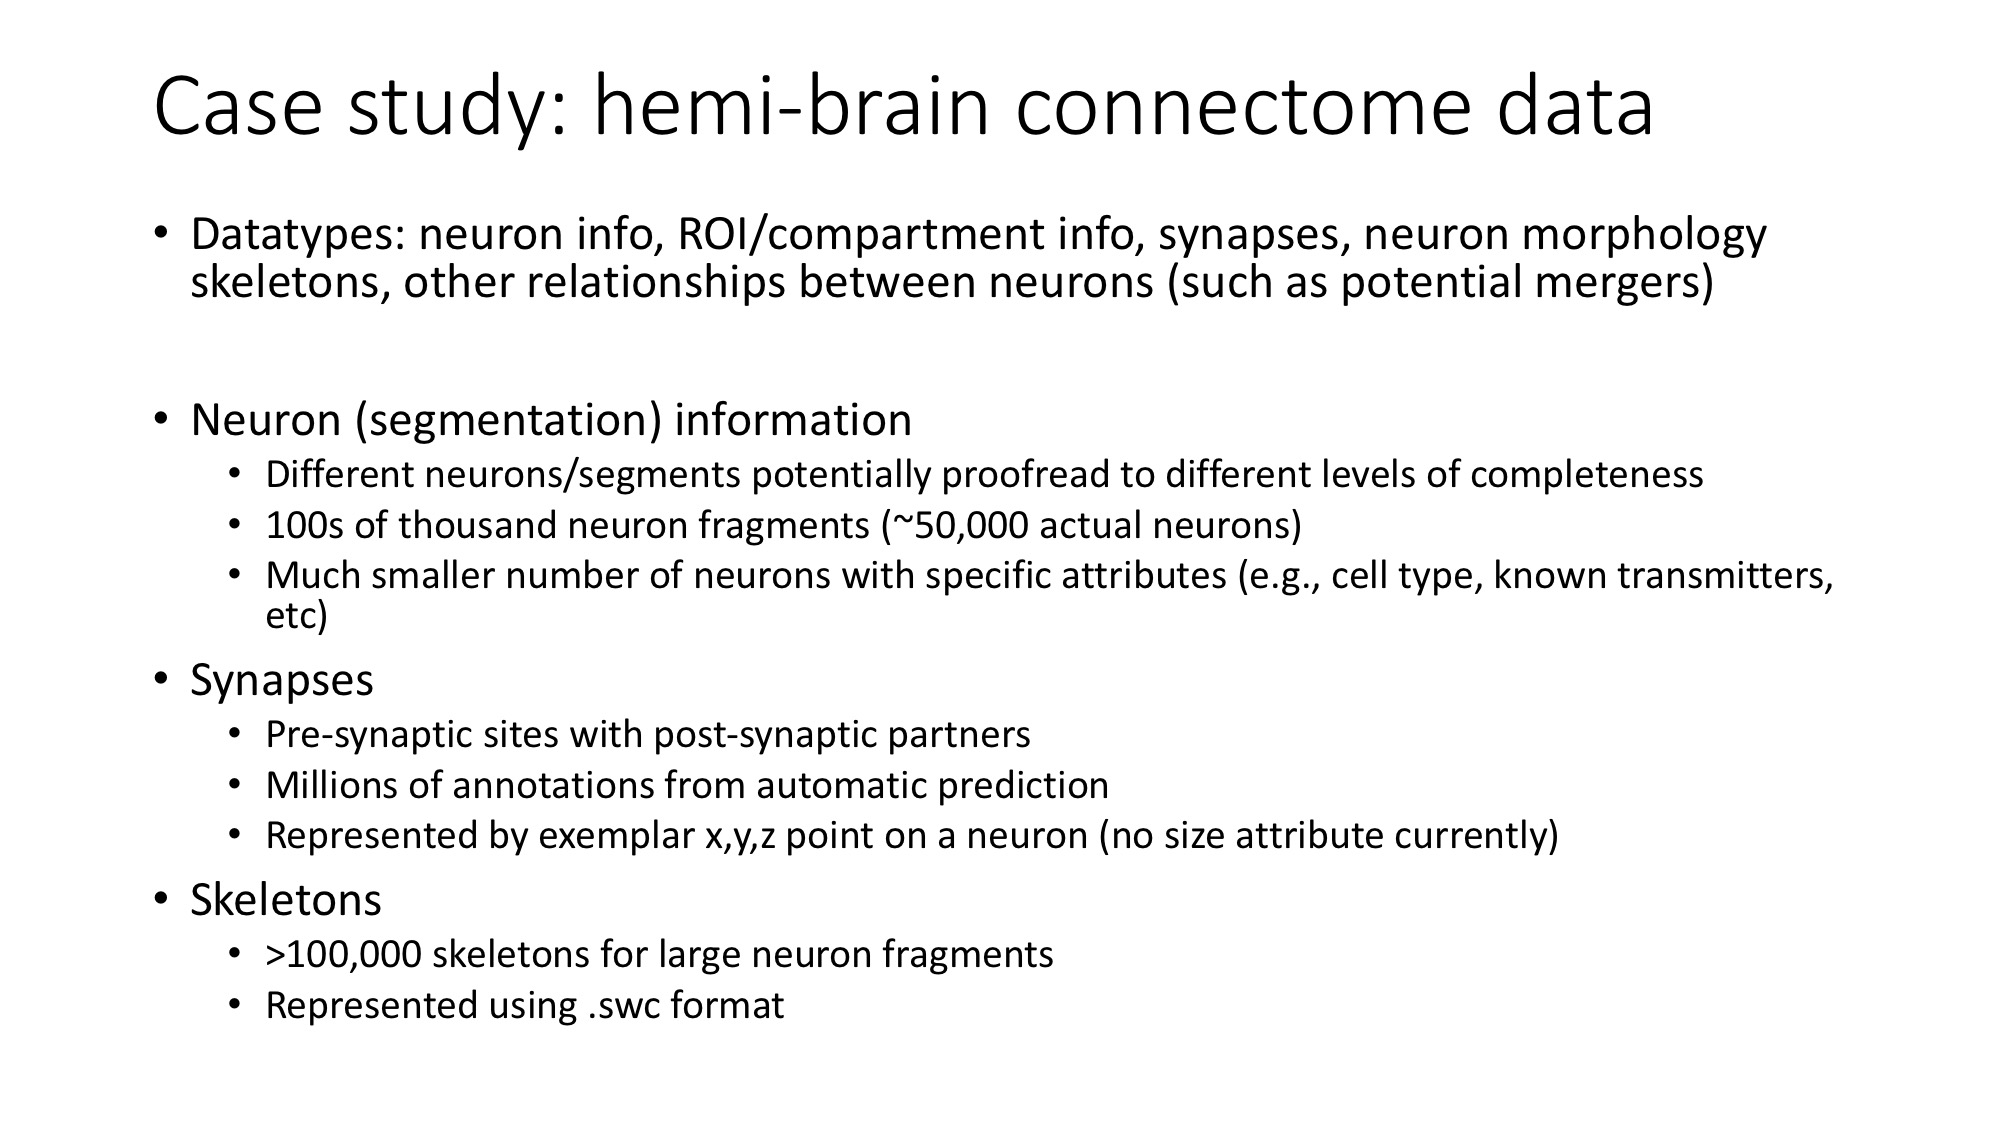 Case study: hemi-brain connectome data
• Datatypes: neuron info, ROI/compartment info, synapses, neuron morphology
skeletons, other relationships between neurons (such as potential mergers)
• Neuron (segmentation) information
• Different neurons/segments potentially proofread to different levels of completeness
• 100s of thousand neuron fragments (~50,000 actual neurons)
• Much smaller number of neurons with specific attributes (e.g., cell type, known transmitters,
etc)
• Synapses
• Pre-synaptic sites with post-synaptic partners
• Millions of annotations from automatic prediction
• Represented by exemplar x,y,z point on a neuron (no size attribute currently)
• Skeletons
• >100,000 skeletons for large neuron fragments
• Represented using .swc format